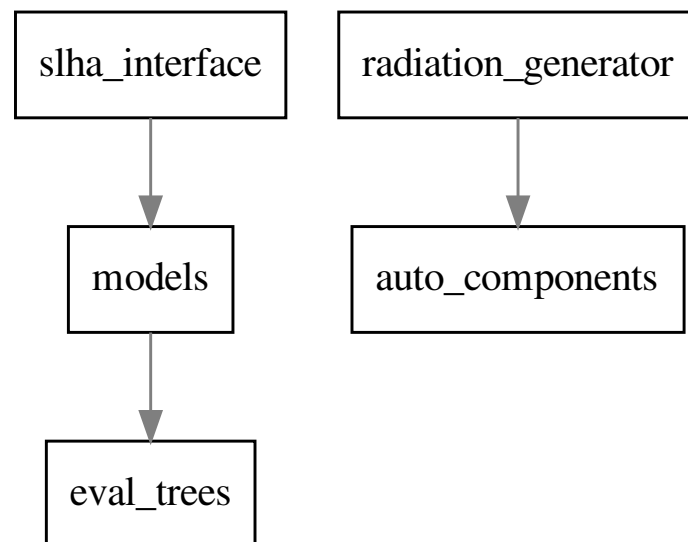 slha_interface
radiation_generator
models
auto_components
eval_trees